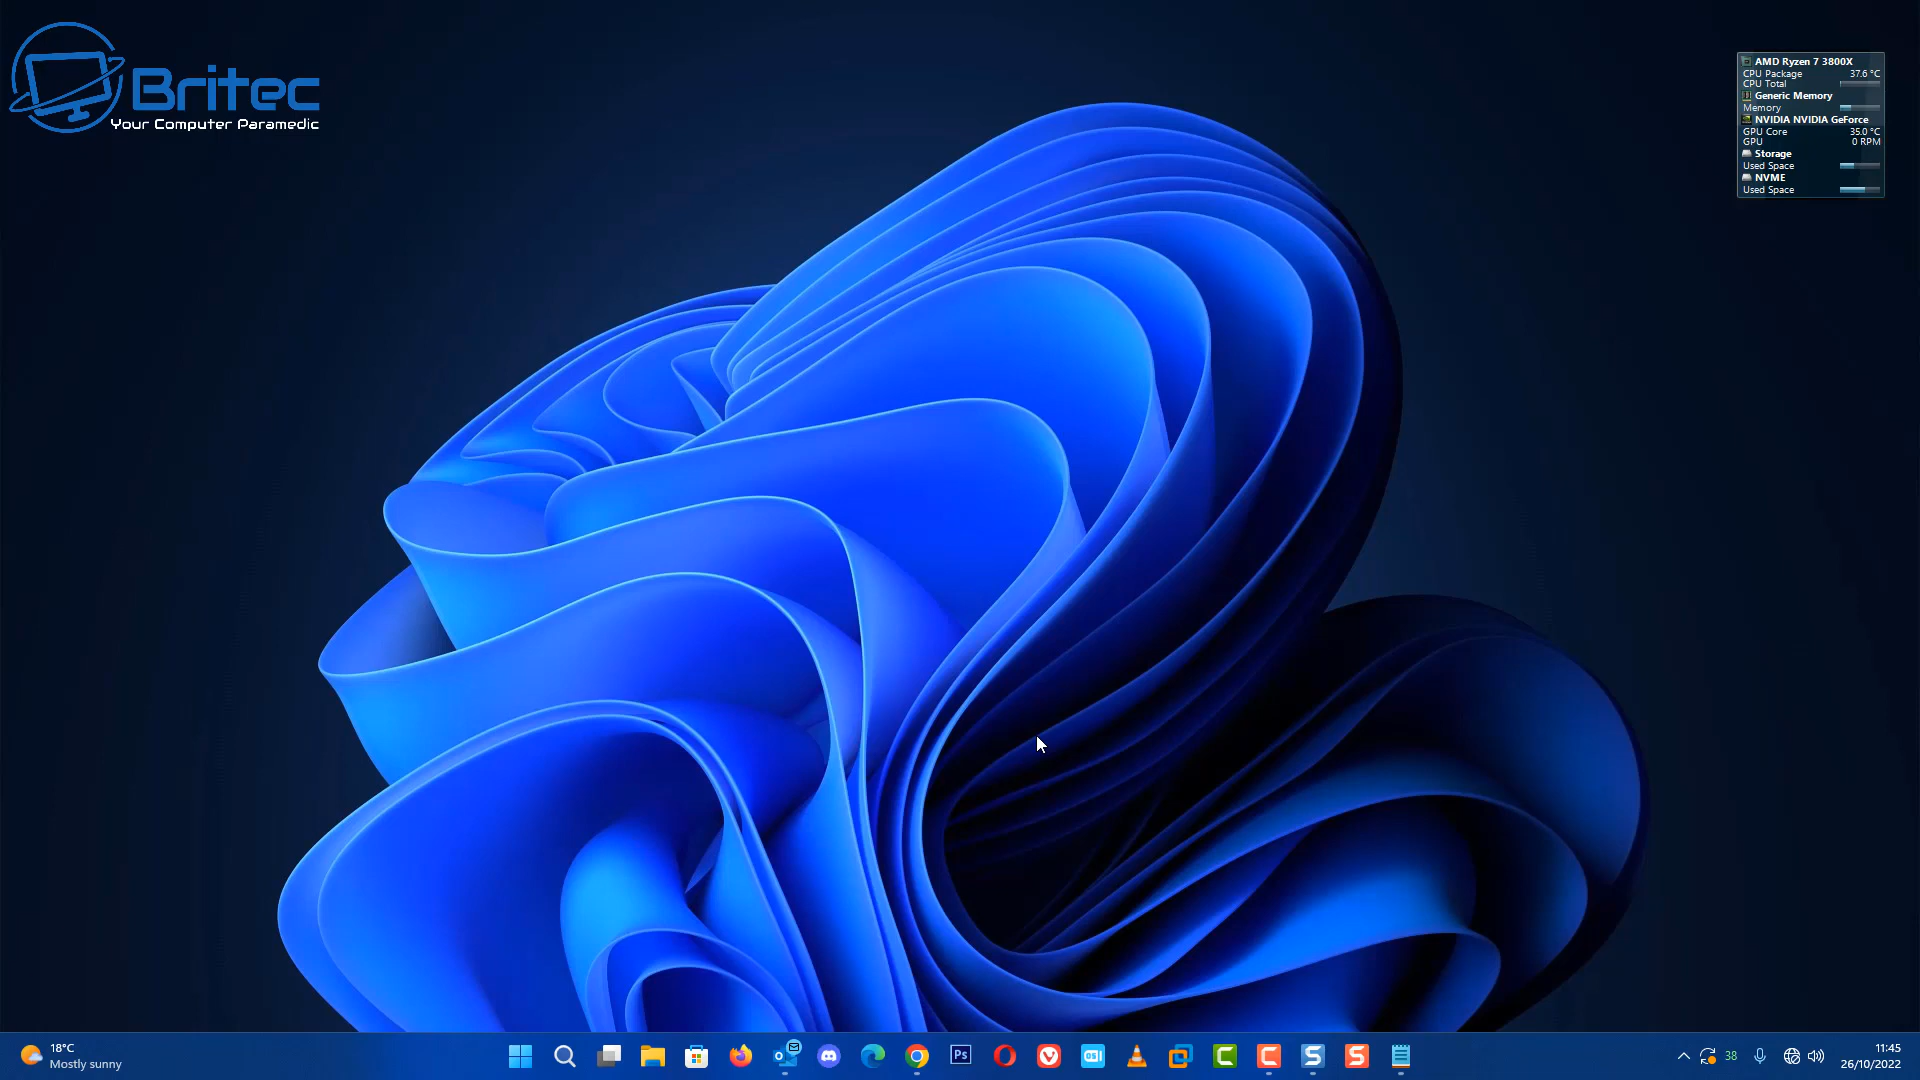 Britec
Your Computer Paramedic
AMD Ryzen 7 3800X
CPU Package 37.6 °C
CPU Total
Generic Memory
Memory
NVIDIA NVIDIA GeForce
GPU Core 35.0 °C
GPU 0 RPM
Storage
Used Space
NVME
Used Space
18°C
Mostly sunny
Ps
OSI
C
C
S
S
38
11:45
26/10/2022